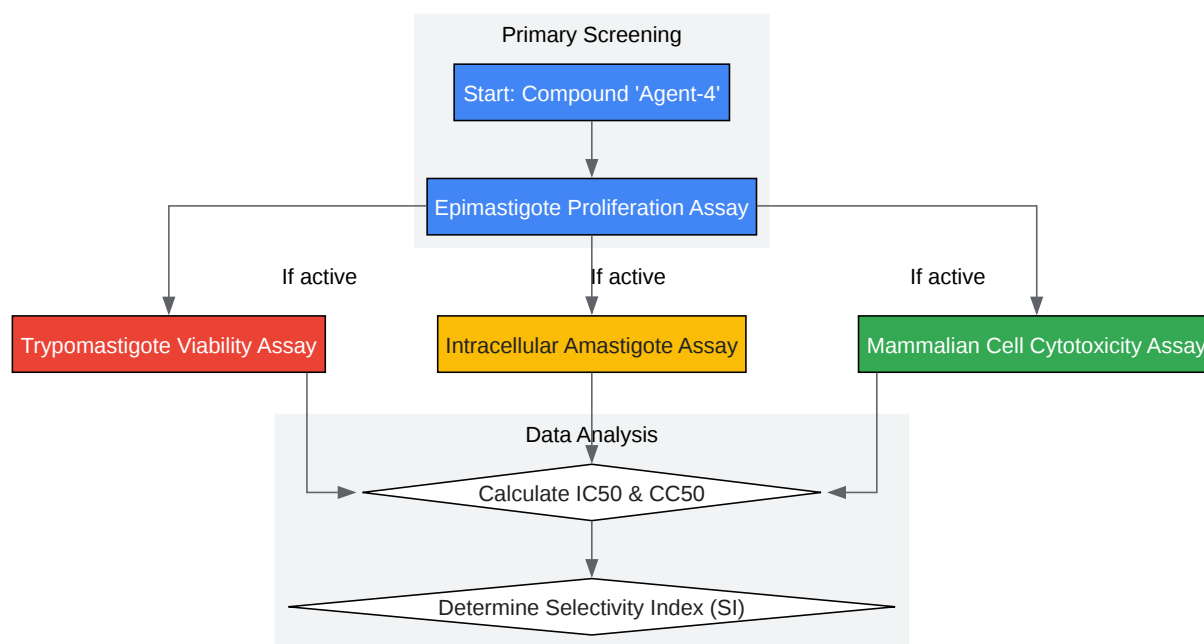 Primary Screening
Start: Compound 'Agent-4'
Epimastigote Proliferation Assay
If active
If active
If active
Trypomastigote Viability Assay
Intracellular Amastigote Assay
Mammalian Cell Cytotoxicity Assay
Data Analysis
Calculate IC50 & CC50
Determine Selectivity Index (SI)